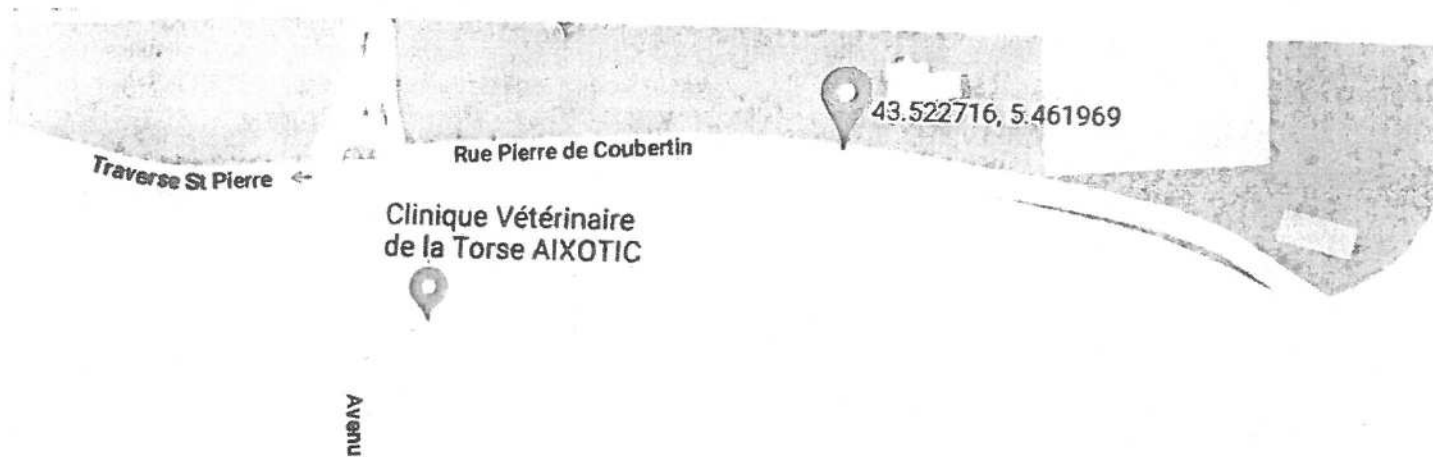 43.522716, 5.461969
Rue Pierre de Coubertin
Traverse St Pierre ←
Clinique Vétérinaire
de la Torse AIXOTIC
Avenu